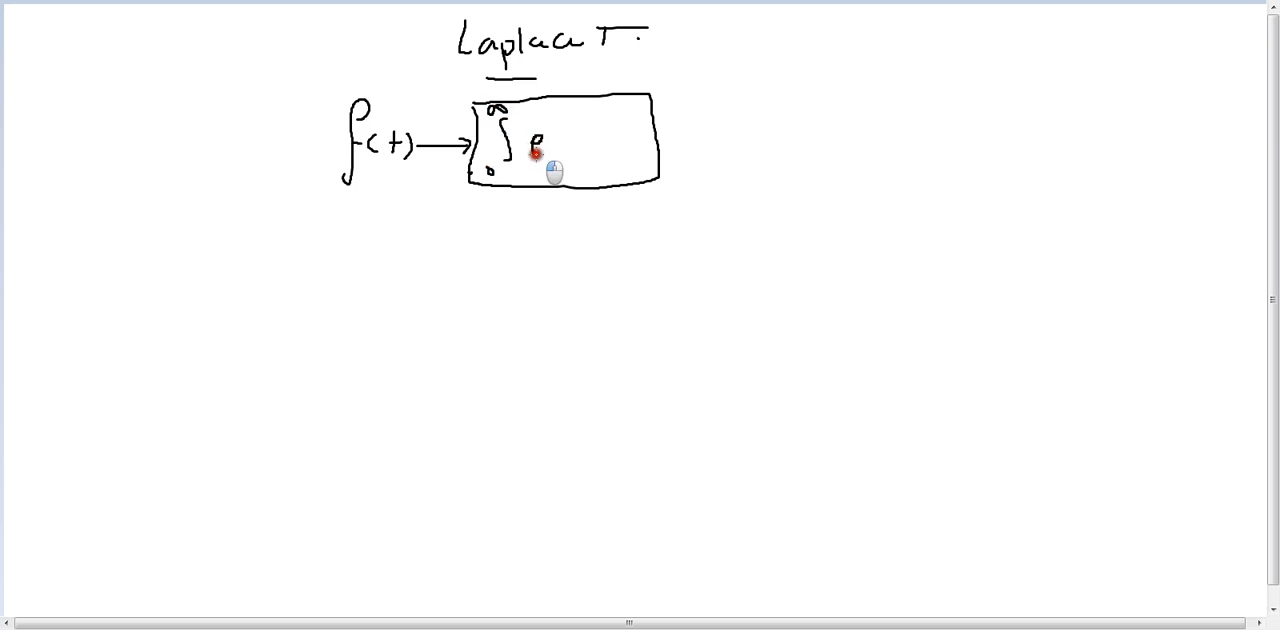 Laplace T.
f(t) → ∫₀^∞ e